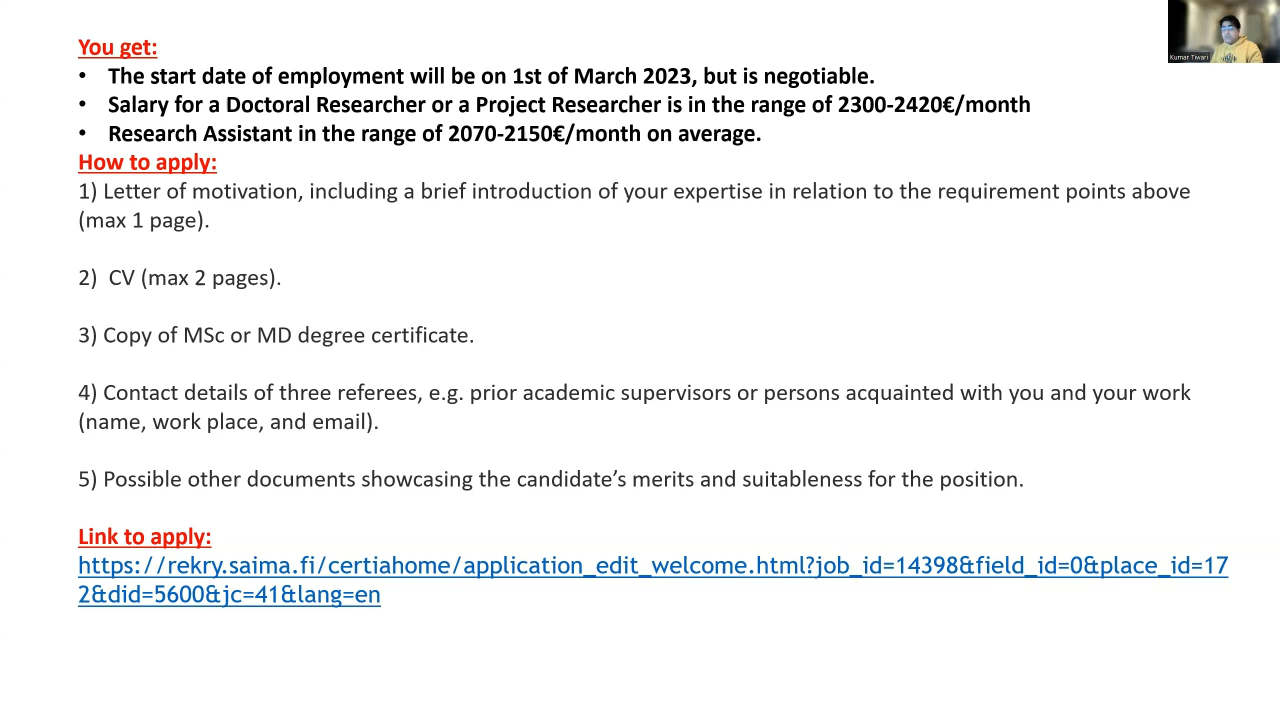 You get:
• The start date of employment will be on 1st of March 2023, but is negotiable.
• Salary for a Doctoral Researcher or a Project Researcher is in the range of 2300-2420€/month
• Research Assistant in the range of 2070-2150€/month on average.
How to apply:
1) Letter of motivation, including a brief introduction of your expertise in relation to the requirement points above
(max 1 page).
2) CV (max 2 pages).
3) Copy of MSc or MD degree certificate.
4) Contact details of three referees, e.g. prior academic supervisors or persons acquainted with you and your work
(name, work place, and email).
5) Possible other documents showcasing the candidate’s merits and suitableness for the position.
Link to apply:
https://rekry.saima.fi/certiahome/application_edit_welcome.html?job_id=14398&field_id=0&place_id=17
2&did=5600&jc=41&lang=en
Kumar Tiwari